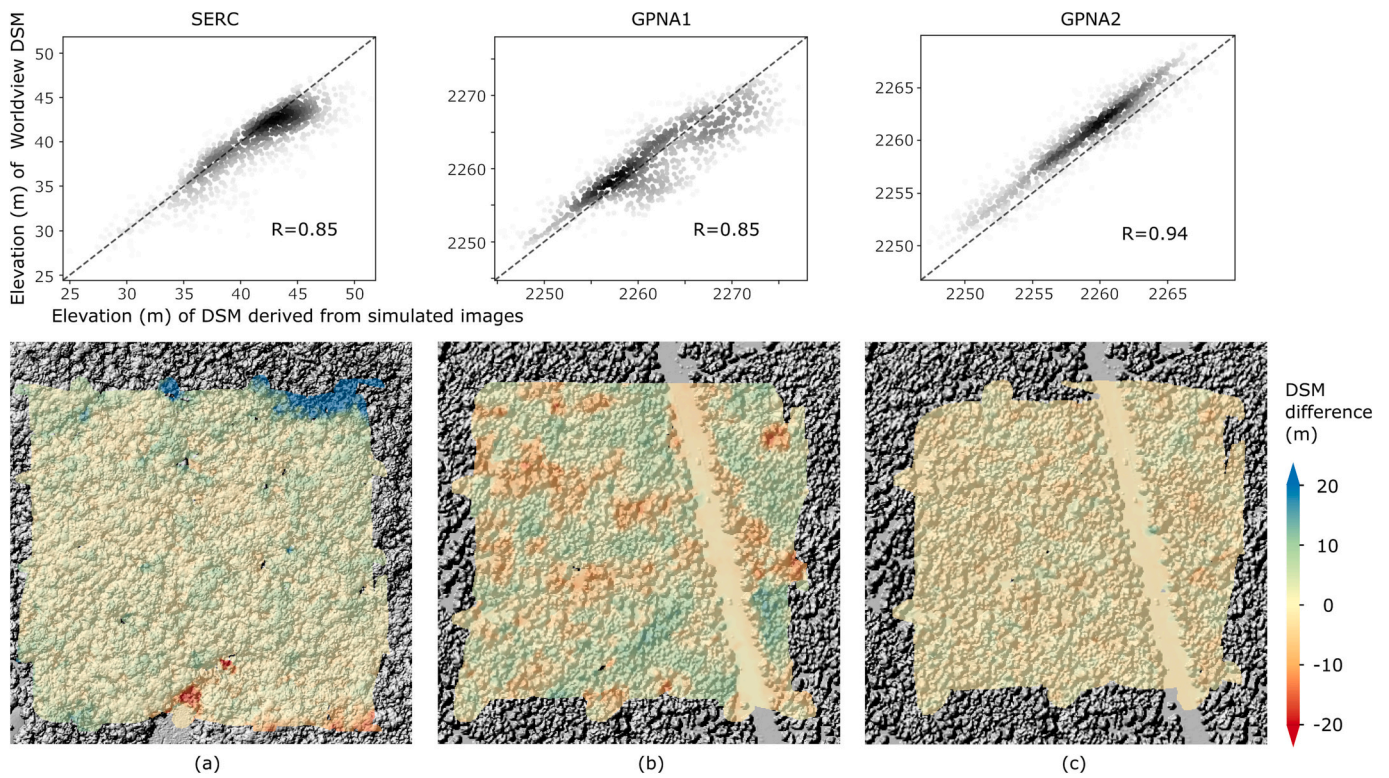 SERC
GPNA1
GPNA2
Elevation (m) of Worldview DSM
50
45
40
35
30
25
R=0.85
25
30
35
40
45
50
2270
2260
2250
R=0.85
2250
2260
2270
2265
2260
2255
2250
R=0.94
2250
2255
2260
2265
Elevation (m) of DSM derived from simulated images
DSM
difference
(m)
20
10
0
-10
-20
(a)
(b)
(c)